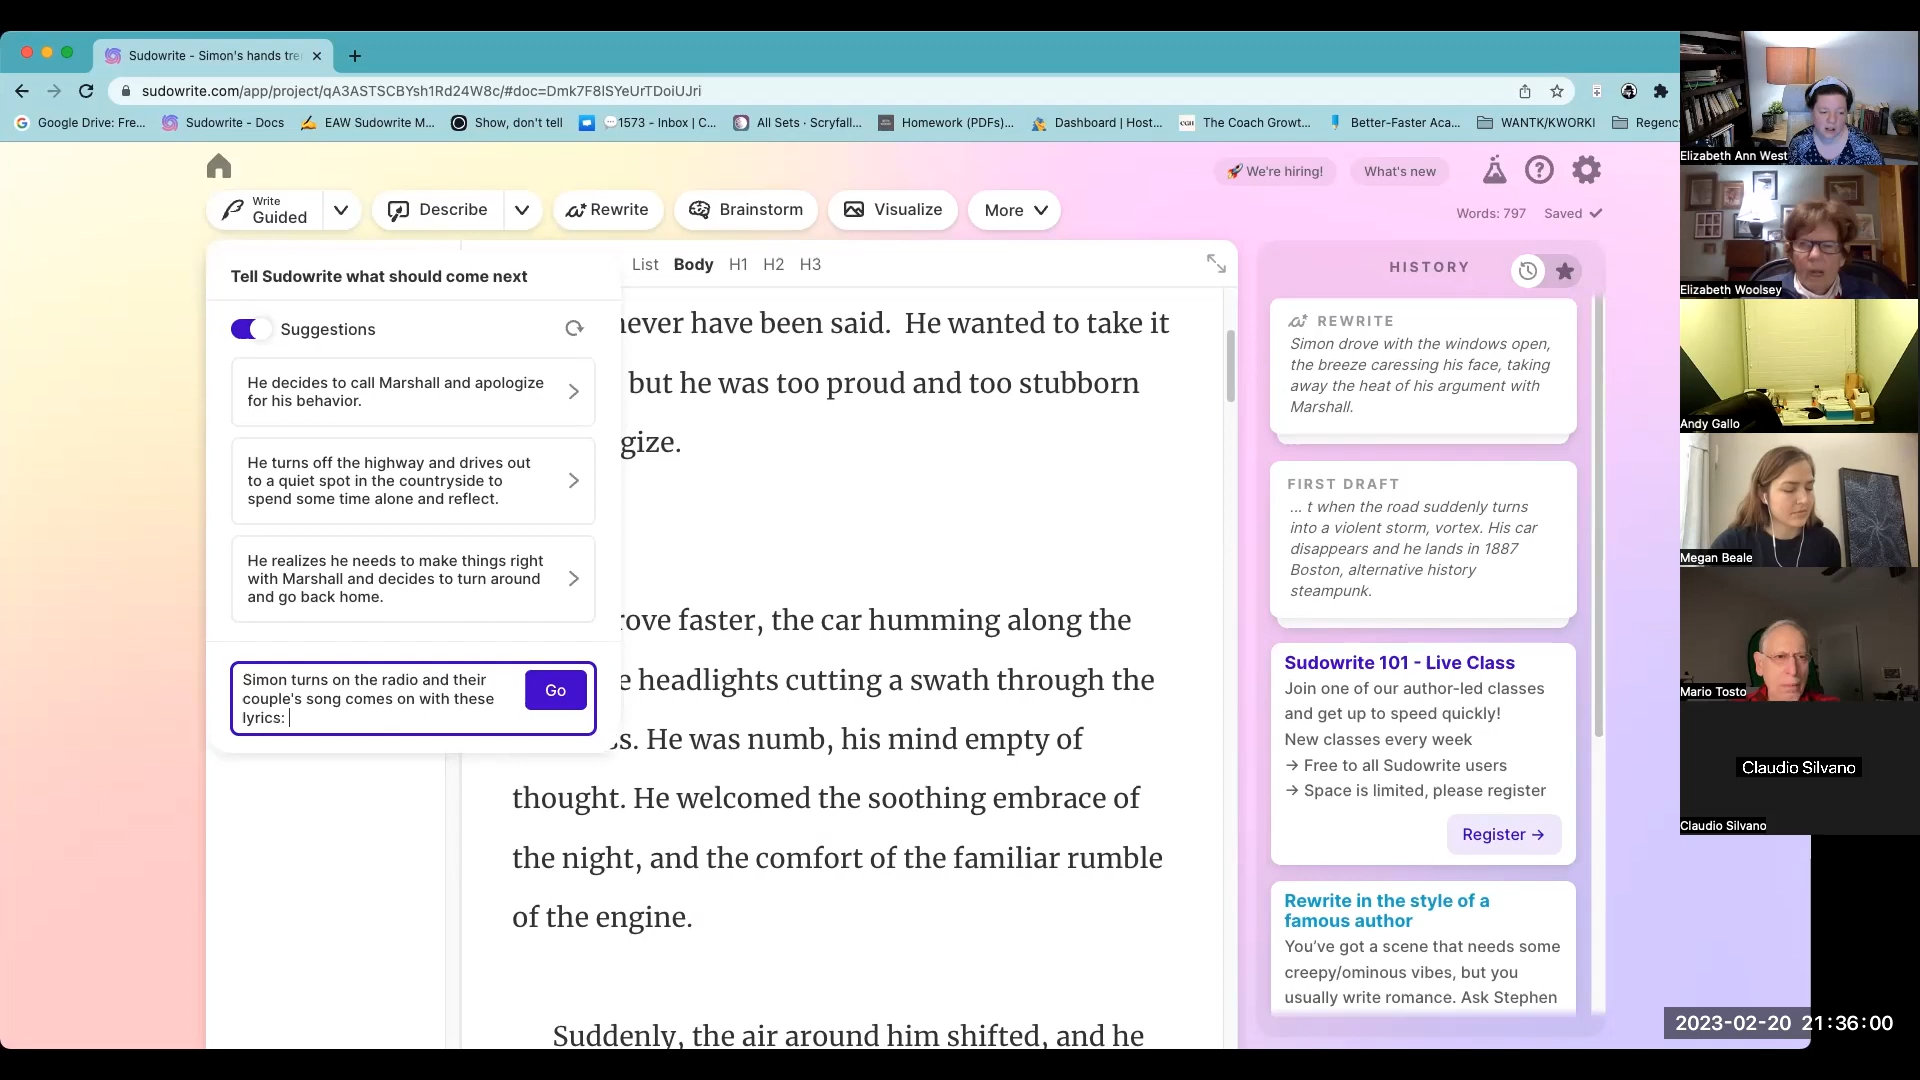 Sudowrite - Simon's hands tre
sudowrite.com/app/project/qA3ASTSCBYsh1Rd24W8c/#doc=Dmk7F8lSYeUrTDoiUJri
Google Drive: Fre...
Sudowrite - Docs
EAW Sudowrite M...
Show, don't tell
1573 - Inbox | C...
All Sets · Scryfall...
Homework (PDFs)...
Dashboard | Host...
The Coach Growt...
Better-Faster Aca...
WANTK/KWORKI
Regency
We're hiring!
What's new
Write
Guided
Describe
Rewrite
Brainstorm
Visualize
More
Words: 797
Saved
Tell Sudowrite what should come next
Suggestions
He decides to call Marshall and apologize
for his behavior.
He turns off the highway and drives out
to a quiet spot in the countryside to
spend some time alone and reflect.
He realizes he needs to make things right
with Marshall and decides to turn around
and go back home.
Simon turns on the radio and their
couple's song comes on with these
lyrics:
Go
List
Body
H1
H2
H3
never have been said. He wanted to take it
but he was too proud and too stubborn
gize.
rove faster, the car humming along the
e headlights cutting a swath through the
ss. He was numb, his mind empty of
thought. He welcomed the soothing embrace of
the night, and the comfort of the familiar rumble
of the engine.
Suddenly, the air around him shifted, and he
HISTORY
REWRITE
Simon drove with the windows open,
the breeze caressing his face, taking
away the heat of his argument with
Marshall.
FIRST DRAFT
... t when the road suddenly turns
into a violent storm, vortex. His car
disappears and he lands in 1887
Boston, alternative history
steampunk.
Sudowrite 101 - Live Class
Join one of our author-led classes
and get up to speed quickly!
New classes every week
→ Free to all Sudowrite users
→ Space is limited, please register
Register →
Rewrite in the style of a
famous author
You've got a scene that needs some
creepy/ominous vibes, but you
usually write romance. Ask Stephen
Elizabeth Ann West
Elizabeth Woolsey
Andy Gallo
Megan Beale
Mario Tosto
Claudio Silvano
Claudio Silvano
2023-02-20 21:36:00